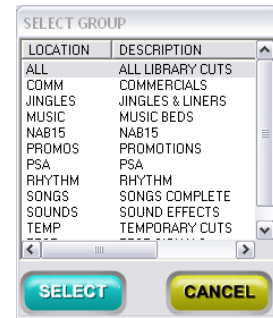 SELECT GROUP
LOCATION DESCRIPTION
ALL ALL LIBRARY CUTS
COMM COMMERCIALS
JINGLES JINGLES & LINERS
MUSIC MUSIC BEDS
NAB15 NAB15
PROMOS PROMOTIONS
PSA PSA
RHYTHM RHYTHM
SONGS SONGS COMPLETE
SOUNDS SOUND EFFECTS
TEMP TEMPORARY CUTS
SELECT CANCEL